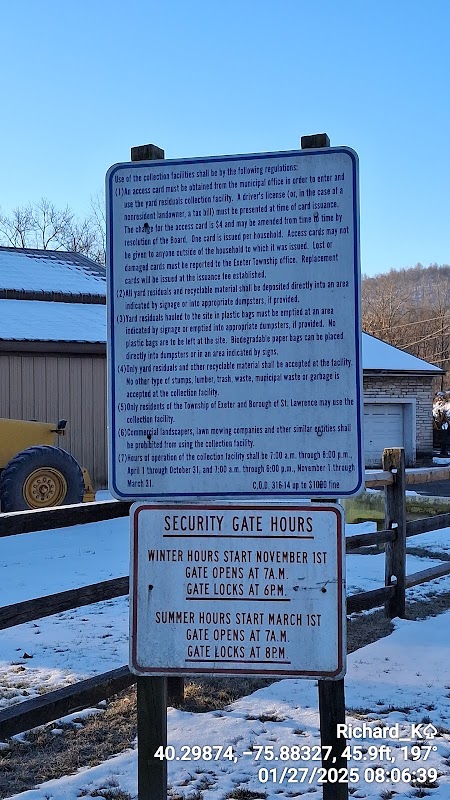 Use of the collection facilities shall be by the following regulations:
(1)An access card must be obtained from the municipal office in order to enter and
use the yard residuals collection facility. A driver's license (or, in the case of a
nonresident landowner, a tax bill) must be presented at time of card issuance.
The charge for the access card is $4 and may be amended from time to time by
resolution of the Board. One card is issued per household. Access cards may not
be given to anyone outside of the household to which it was issued. Lost or
damaged cards must be reported to the Exeter Township office. Replacement
cards will be issued at the issuance fee established.
(2)All yard residuals and recyclable material shall be deposited directly into an area
indicated by signage or into appropriate dumpsters, if provided.
(3)Yard residuals hauled to the site in plastic bags must be emptied at an area
indicated by signage or emptied into appropriate dumpsters, if provided. No
plastic bags are to be left at the site. Biodegradable paper bags can be placed
directly into dumpsters or in an area indicated by signs.
(4)Only yard residuals and other recyclable material shall be accepted at the facility.
No other type of stumps, lumber, trash, waste, municipal waste or garbage is
accepted at the collection facility.
(5)Only residents of the Township of Exeter and Borough of St. Lawrence may use the
collection facility.
(6)Commercial landscapers, lawn mowing companies and other similar entities shall
be prohibited from using the collection facility.
(7)Hours of operation of the collection facility shall be 7:00 a.m. through 8:00 p.m.,
April 1 through October 31, and 7:00 a.m. through 6:00 p.m., November 1 through
March 31. C.O.D. 316-14 up to $1000 fine
SECURITY GATE HOURS
WINTER HOURS START NOVEMBER 1ST
GATE OPENS AT 7A.M.
GATE LOCKS AT 6P.M.
SUMMER HOURS START MARCH 1ST
GATE OPENS AT 7A.M.
GATE LOCKS AT 8P.M.
Richard_K
40.29874, -75.88327, 45.9ft, 197°
01/27/2025 08:06:39